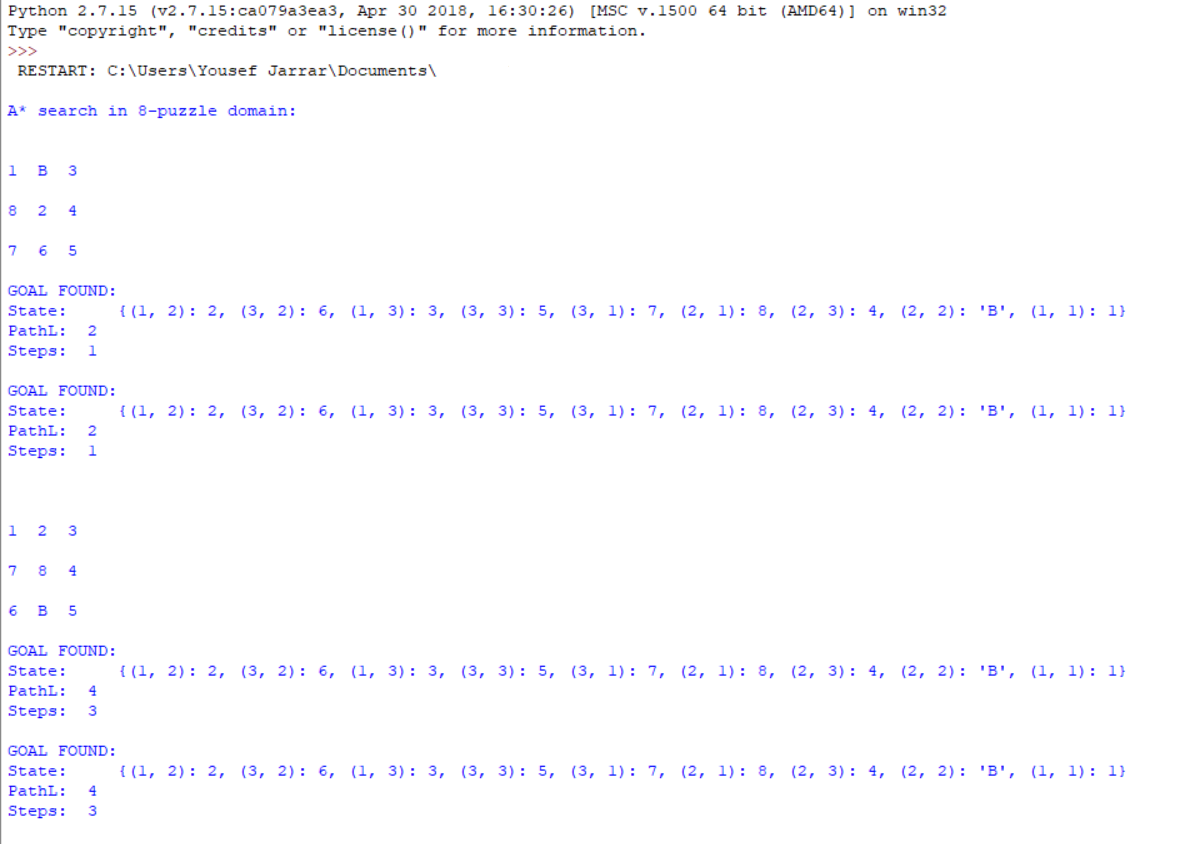 Python 2.7.15 (v2.7.15:ca079a3ea3, Apr 30 2018, 16:30:26) [MSC v.1500 64 bit (AMD64)] on win32
Type "copyright", "credits" or "license()" for more information.
>>>
 RESTART: C:\Users\Yousef Jarrar\Documents\
A* search in 8-puzzle domain:
1  B  3
8  2  4
7  6  5
GOAL FOUND:
State:     {(1, 2): 2, (3, 2): 6, (1, 3): 3, (3, 3): 5, (3, 1): 7, (2, 1): 8, (2, 3): 4, (2, 2): 'B', (1, 1): 1}
PathL:  2
Steps:  1
GOAL FOUND:
State:     {(1, 2): 2, (3, 2): 6, (1, 3): 3, (3, 3): 5, (3, 1): 7, (2, 1): 8, (2, 3): 4, (2, 2): 'B', (1, 1): 1}
PathL:  2
Steps:  1
1  2  3
7  8  4
6  B  5
GOAL FOUND:
State:     {(1, 2): 2, (3, 2): 6, (1, 3): 3, (3, 3): 5, (3, 1): 7, (2, 1): 8, (2, 3): 4, (2, 2): 'B', (1, 1): 1}
PathL:  4
Steps:  3
GOAL FOUND:
State:     {(1, 2): 2, (3, 2): 6, (1, 3): 3, (3, 3): 5, (3, 1): 7, (2, 1): 8, (2, 3): 4, (2, 2): 'B', (1, 1): 1}
PathL:  4
Steps:  3